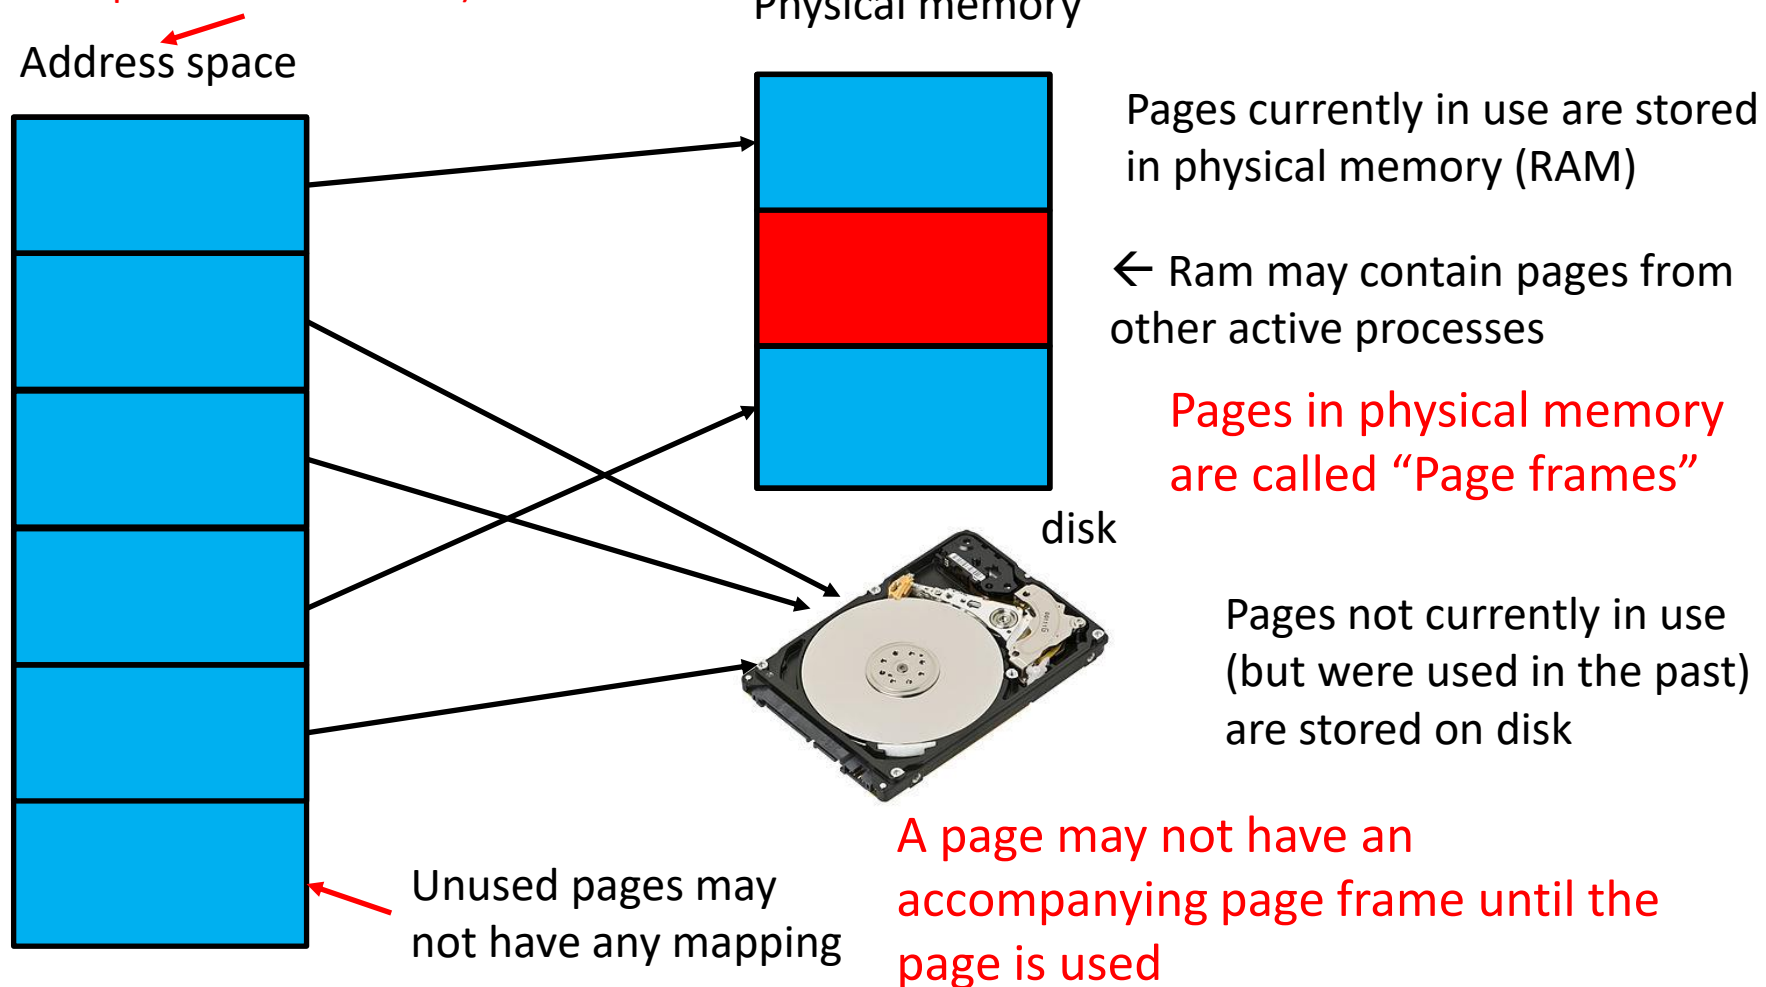 Physical memory
Address space
Pages currently in use are stored
in physical memory (RAM)
← Ram may contain pages from
other active processes
Pages in physical memory
are called “Page frames”
disk
Pages not currently in use
(but were used in the past)
are stored on disk
A page may not have an
accompanying page frame until the
page is used
Unused pages may
not have any mapping